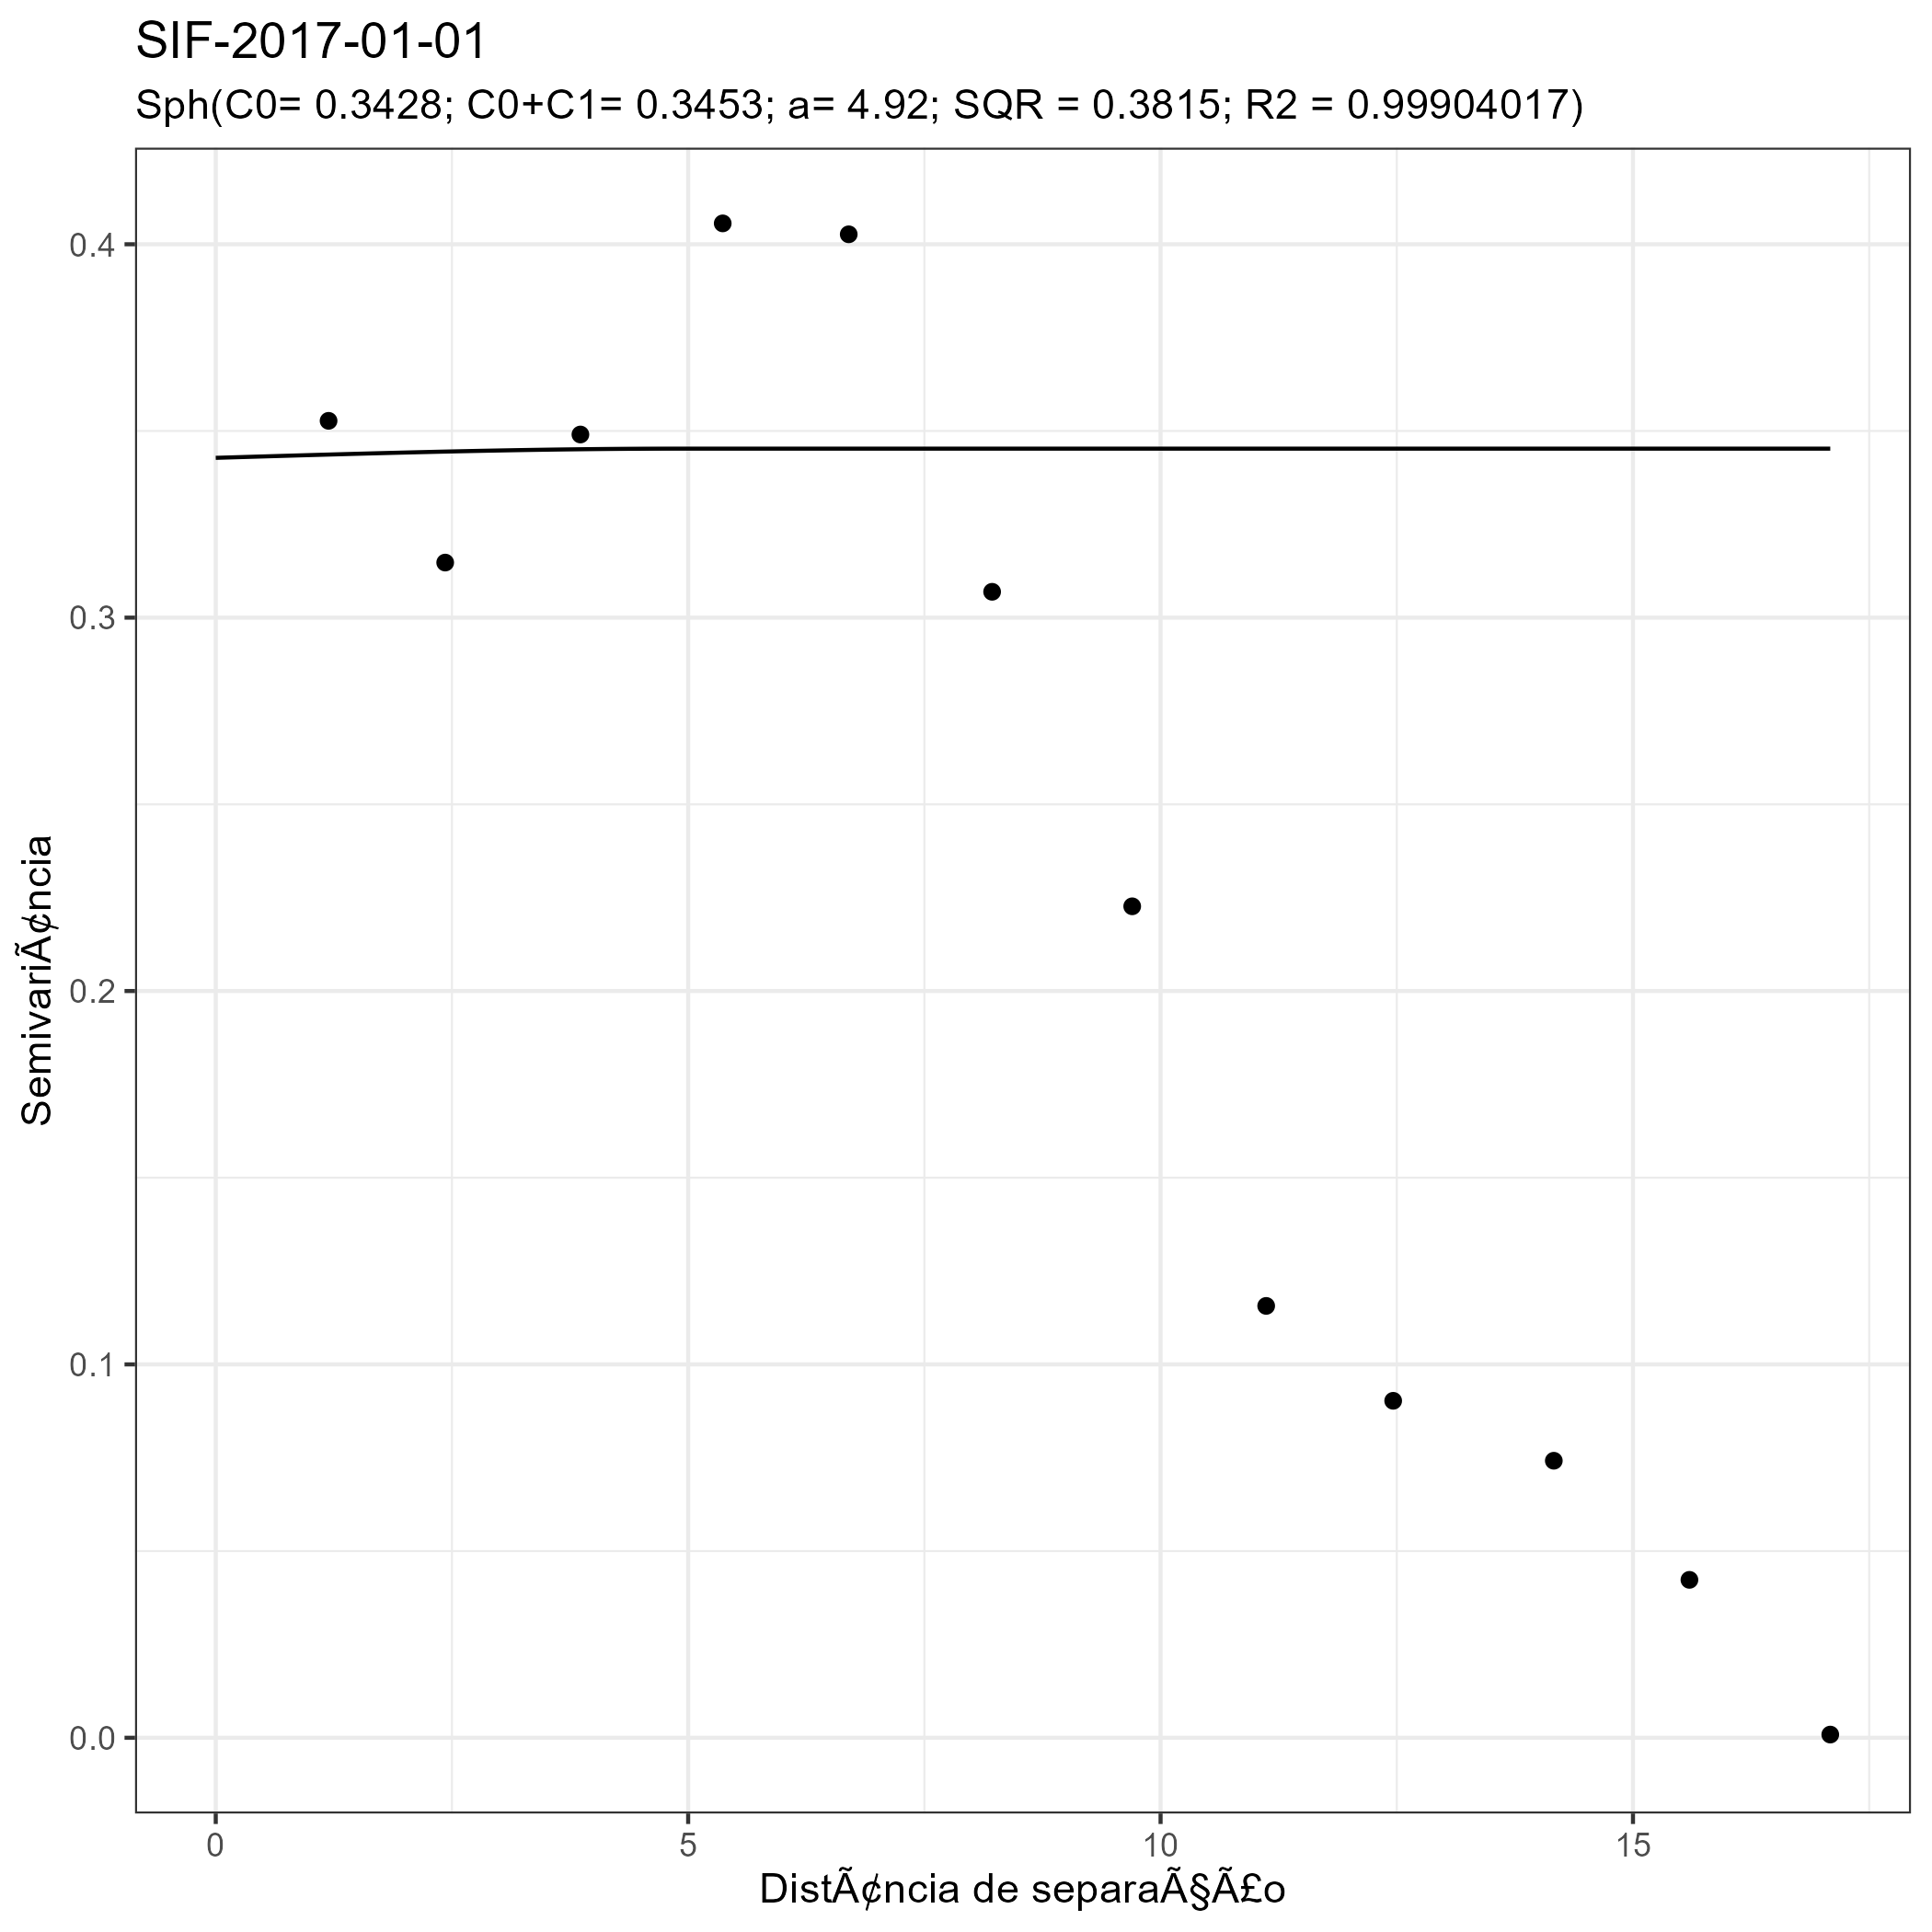 SIF-2017-01-01
Sph(C0= 0.3428; C0+C1= 0.3453; a= 4.92; SQR = 0.3815; R2 = 0.99904017)
SemivariÃ¢ncia
0.4
0.3
0.2
0.1
0.0
0 5 10 15
DistÃ¢ncia de separaÃ§Ã£o